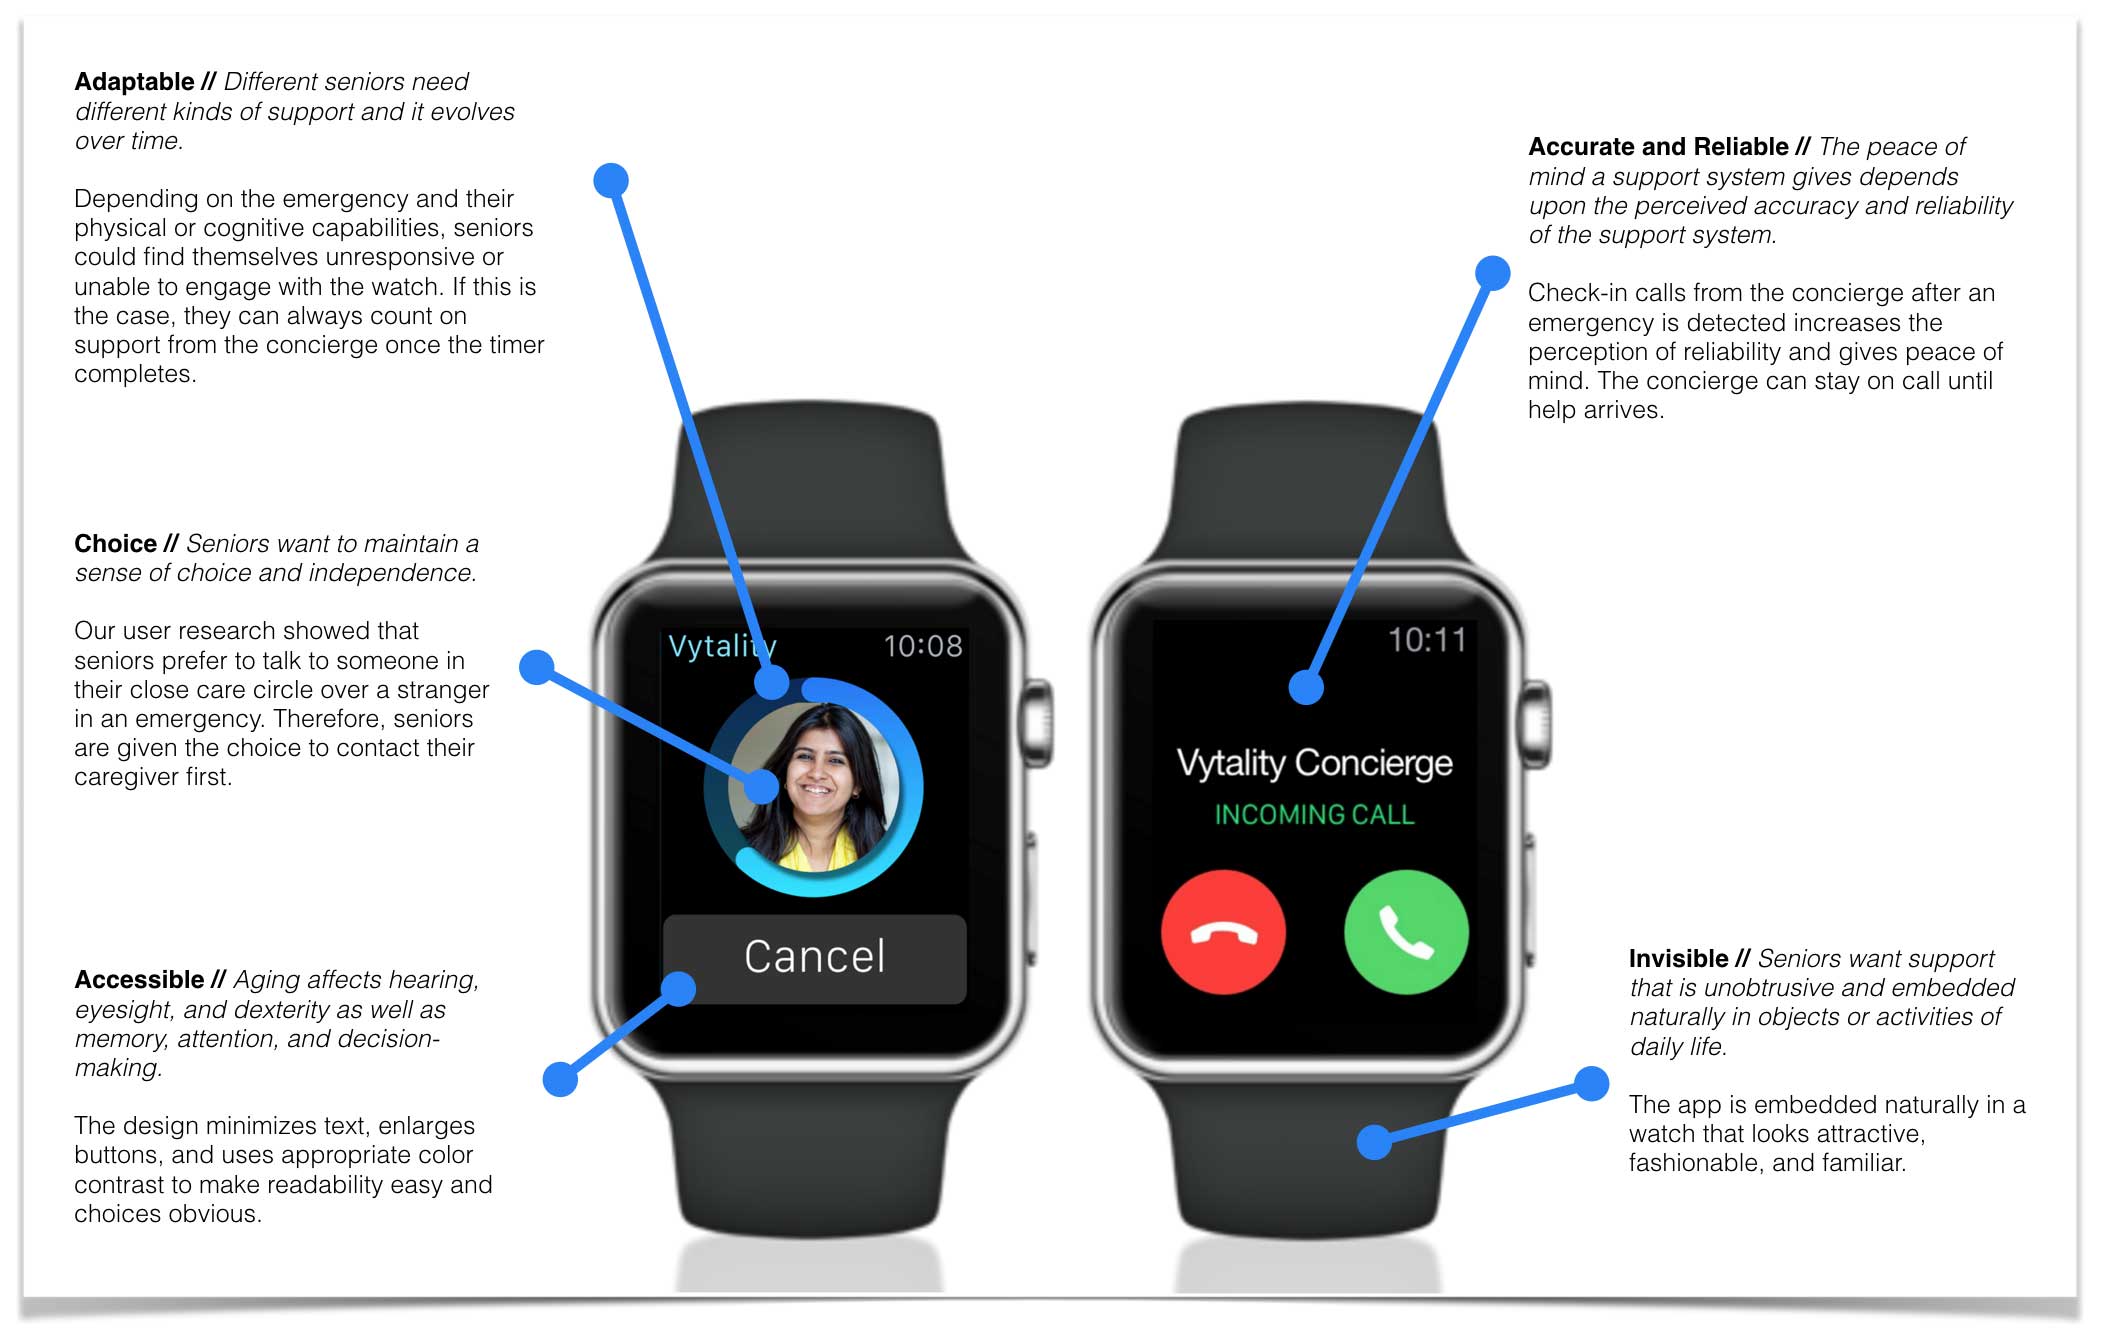 Adaptable // Different seniors need
different kinds of support and it evolves
over time.
Depending on the emergency and their
physical or cognitive capabilities, seniors
could find themselves unresponsive or
unable to engage with the watch. If this is
the case, they can always count on
support from the concierge once the timer
completes.
Choice // Seniors want to maintain a
sense of choice and independence.
Our user research showed that
seniors prefer to talk to someone in
their close care circle over a stranger
in an emergency. Therefore, seniors
are given the choice to contact their
caregiver first.
Accessible // Aging affects hearing,
eyesight, and dexterity as well as
memory, attention, and decision-
making.
The design minimizes text, enlarges
buttons, and uses appropriate color
contrast to make readability easy and
choices obvious.
Vytality 10:08
Cancel
10:11
Vytality Concierge
INCOMING CALL
Accurate and Reliable // The peace of
mind a support system gives depends
upon the perceived accuracy and reliability
of the support system.
Check-in calls from the concierge after an
emergency is detected increases the
perception of reliability and gives peace of
mind. The concierge can stay on call until
help arrives.
Invisible // Seniors want support
that is unobtrusive and embedded
naturally in objects or activities of
daily life.
The app is embedded naturally in a
watch that looks attractive,
fashionable, and familiar.